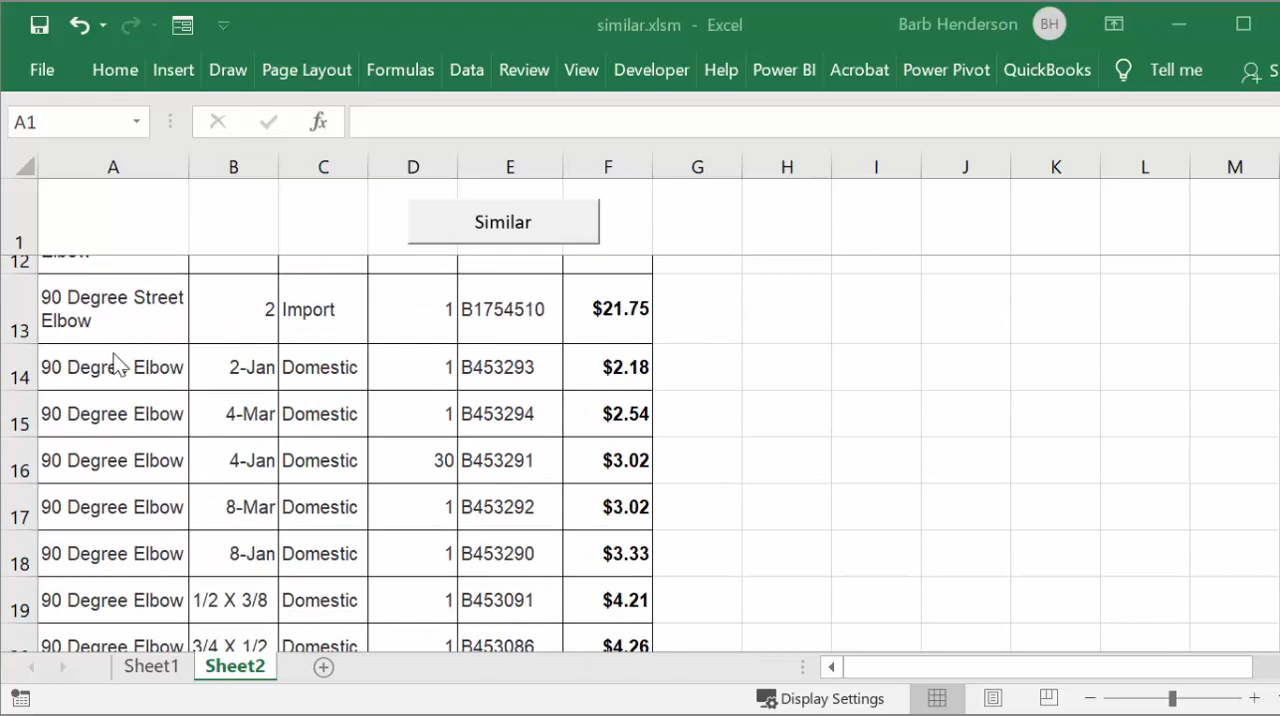 similar.xlsm - Excel
Barb Henderson BH
File Home Insert Draw Page Layout Formulas Data Review View Developer Help Power BI Acrobat Power Pivot QuickBooks Tell me S
A1 fx
A B C D E F G H I J K L M
1 Similar
12 Elbow
13 90 Degree Street Elbow 2 Import 1 B1754510 $21.75
14 90 Degree Elbow 2-Jan Domestic 1 B453293 $2.18
15 90 Degree Elbow 4-Mar Domestic 1 B453294 $2.54
16 90 Degree Elbow 4-Jan Domestic 30 B453291 $3.02
17 90 Degree Elbow 8-Mar Domestic 1 B453292 $3.02
18 90 Degree Elbow 8-Jan Domestic 1 B453290 $3.33
19 90 Degree Elbow 1/2 X 3/8 Domestic 1 B453091 $4.21
90 Degree Elbow 3/4 X 1/2 Domestic 1 B453086 $4.26
Sheet1 Sheet2
Display Settings